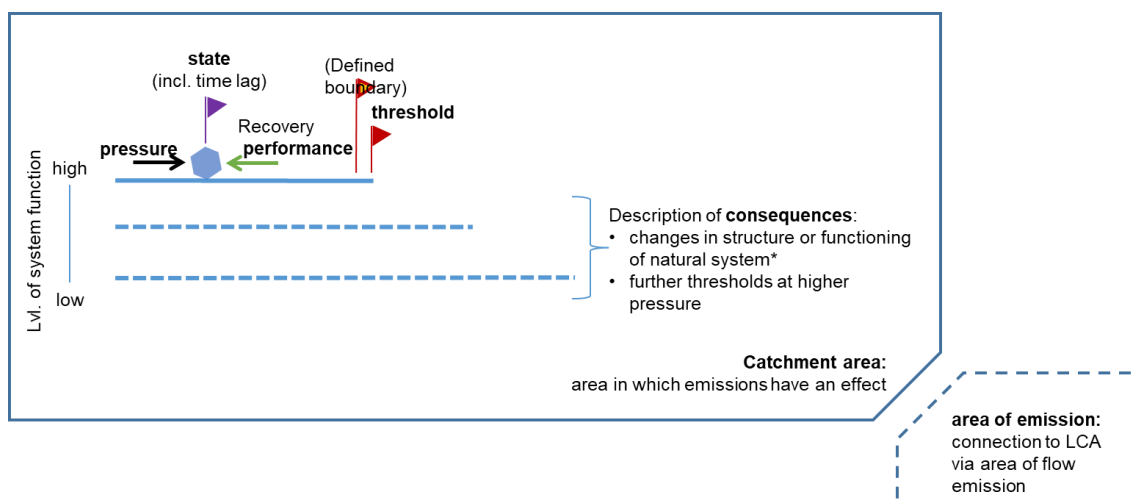 state
(incl. time lag)
(Defined
boundary)
threshold
Recovery
pressure
performance
high
Lvl. of system function
low
Description of consequences:
• changes in structure or functioning
of natural system*
• further thresholds at higher
pressure
Catchment area:
area in which emissions have an effect
area of emission:
connection to LCA
via area of flow
emission